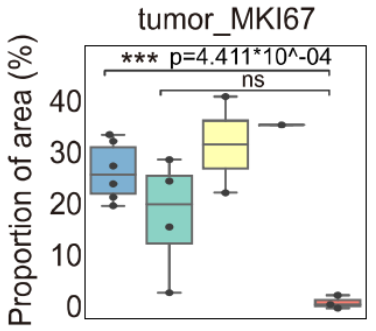 tumor_MKI67
*** p=4.411*10^-04
ns
Proportion of area (%)
40
30
20
10
0